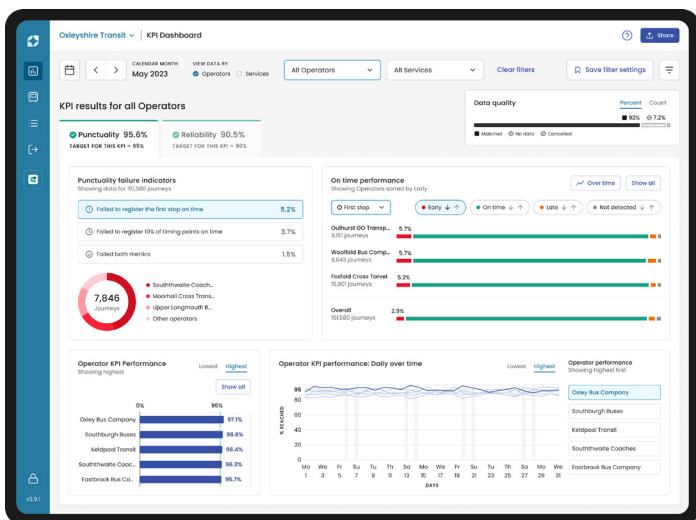 Oxleyshire Transit
KPI Dashboard
Share
CALENDAR MONTH
May 2023
VIEW DATA BY
Operators
Services
All Operators
All Services
Clear filters
Save filter settings
KPI results for all Operators
Punctuality 95.6%
TARGET FOR THIS KPI = 95%
Reliability 90.5%
TARGET FOR THIS KPI = 90%
Data quality
Percent
Count
92%
7.2%
Matched
No data
Cancelled
Punctuality failure indicators
Showing data for 151,580 journeys
Failed to register the first stop on time 5.2%
Failed to register 10% of timing points on time 3.7%
Failed both metrics 1.5%
7,846
Journeys
Souththwaite Coach...
Moorhail Cross Trans...
Upper Langmouth B...
Other operators
On time performance
Showing Operators sorted by Early
Over time
Show all
First stop
Early ↓ ↑
On time ↓ ↑
Late ↓ ↑
Not detected ↓ ↑
Oulhurst GO Transp... 5.7%
9,151 journeys
Woolfold Bus Comp... 5.7%
8,843 journeys
Foxfold Cross Tarvel 5.2%
15,801 journeys
Overall 2.9%
151,580 journeys
Operator KPI Performance
Showing highest
Lowest
Highest
Show all
0% 95%
Oxley Bus Company 97.1%
Southburgh Buses 96.6%
Keldpool Transit 96.4%
Souththwaite Coac... 96.3%
Eastbrook Bus Co.. 95.7%
Operator KPI performance: Daily over time
Lowest
Highest
% REACHED
95
80
60
40
20
0
Mo We Fr Su Tu Th Sa Mo We Fr Su Tu Th Sa Mo We
1 3 5 7 9 11 13 15 17 19 21 23 25 27 29 31
DAYS
Operator performance
Showing highest first
Oxley Bus Company
Southburgh Buses
Keldpool Transit
Souththwaite Coaches
Eastbrook Bus Company
v2.9.1